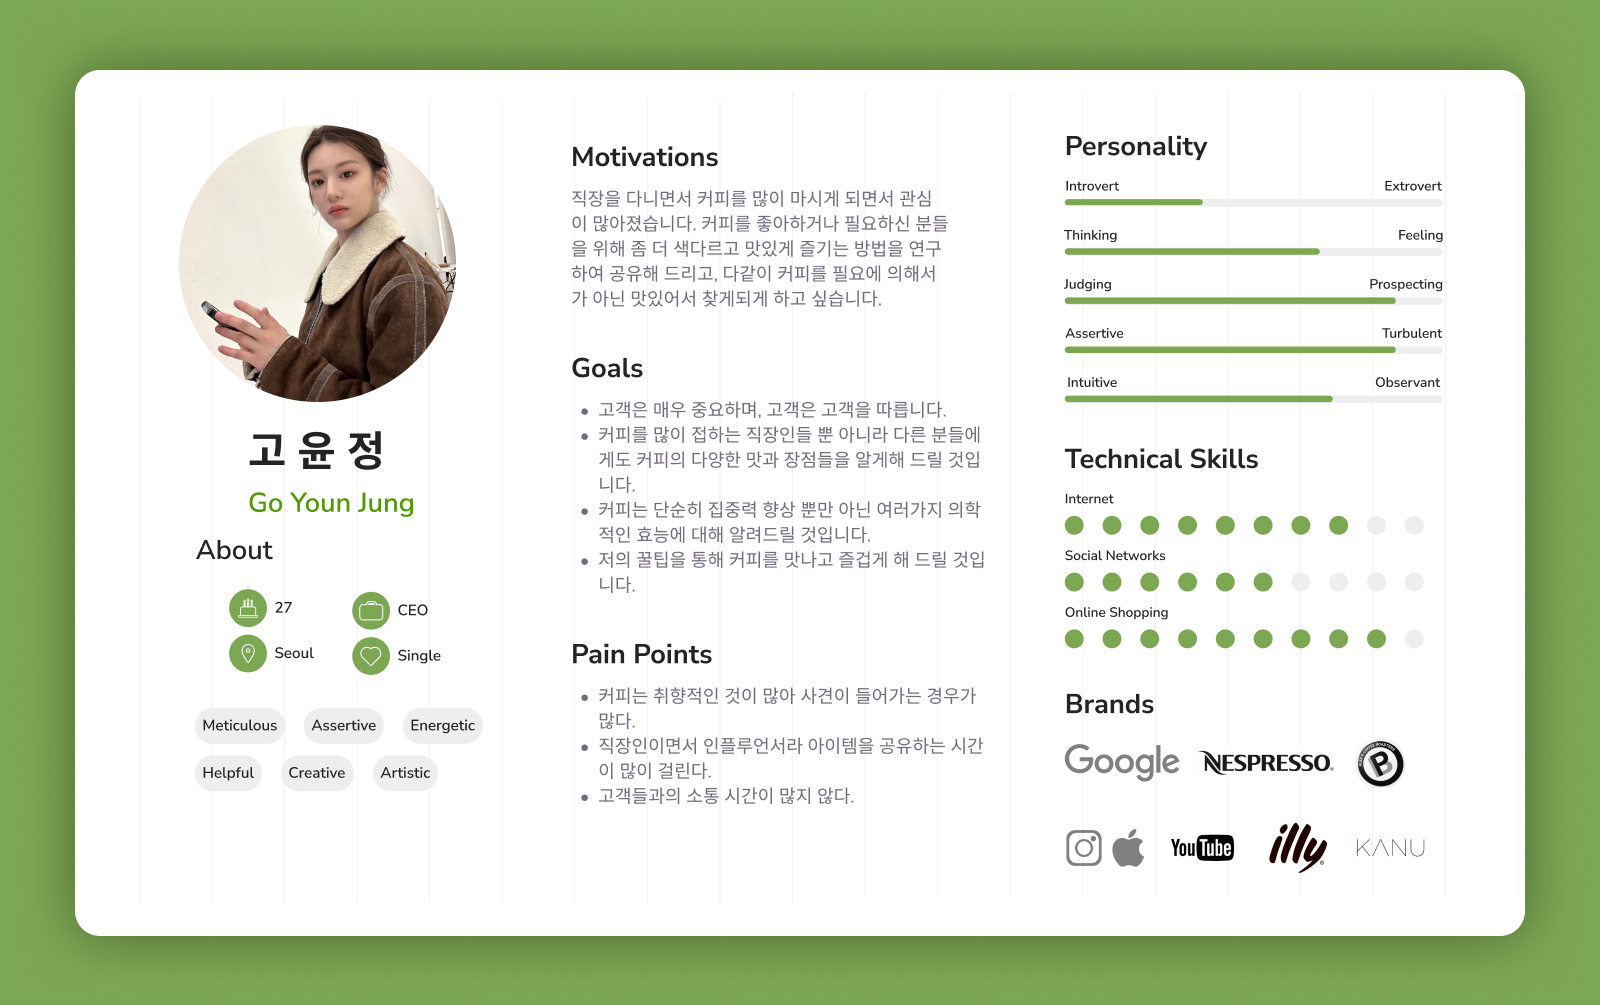 고윤정
Go Youn Jung
About
27
CEO
Seoul
Single
Meticulous
Assertive
Energetic
Helpful
Creative
Artistic
Motivations
직장을 다니면서 커피를 많이 마시게 되면서 관심
이 많아졌습니다. 커피를 좋아하거나 필요하신 분들
을 위해 좀 더 색다르고 맛있게 즐기는 방법을 연구
하여 공유해 드리고, 다같이 커피를 필요에 의해서
가 아닌 맛있어서 찾게되게 하고 싶습니다.
Goals
고객은 매우 중요하며, 고객은 고객을 따릅니다.
커피를 많이 접하는 직장인들 뿐 아니라 다른 분들에
게도 커피의 다양한 맛과 장점들을 알게해 드릴 것입
니다.
커피는 단순히 집중력 향상 뿐만 아닌 여러가지 의학
적인 효능에 대해 알려드릴 것입니다.
저의 꿀팁을 통해 커피를 맛나고 즐겁게 해 드릴 것입
니다.
Pain Points
커피는 취향적인 것이 많아 사견이 들어가는 경우가
많다.
직장인이면서 인플루언서라 아이템을 공유하는 시간
이 많이 걸린다.
고객들과의 소통 시간이 많지 않다.
Personality
Introvert
Extrovert
Thinking
Feeling
Judging
Prospecting
Assertive
Turbulent
Intuitive
Observant
Technical Skills
Internet
Social Networks
Online Shopping
Brands
Google
NESPRESSO
YouTube
illy
KANU